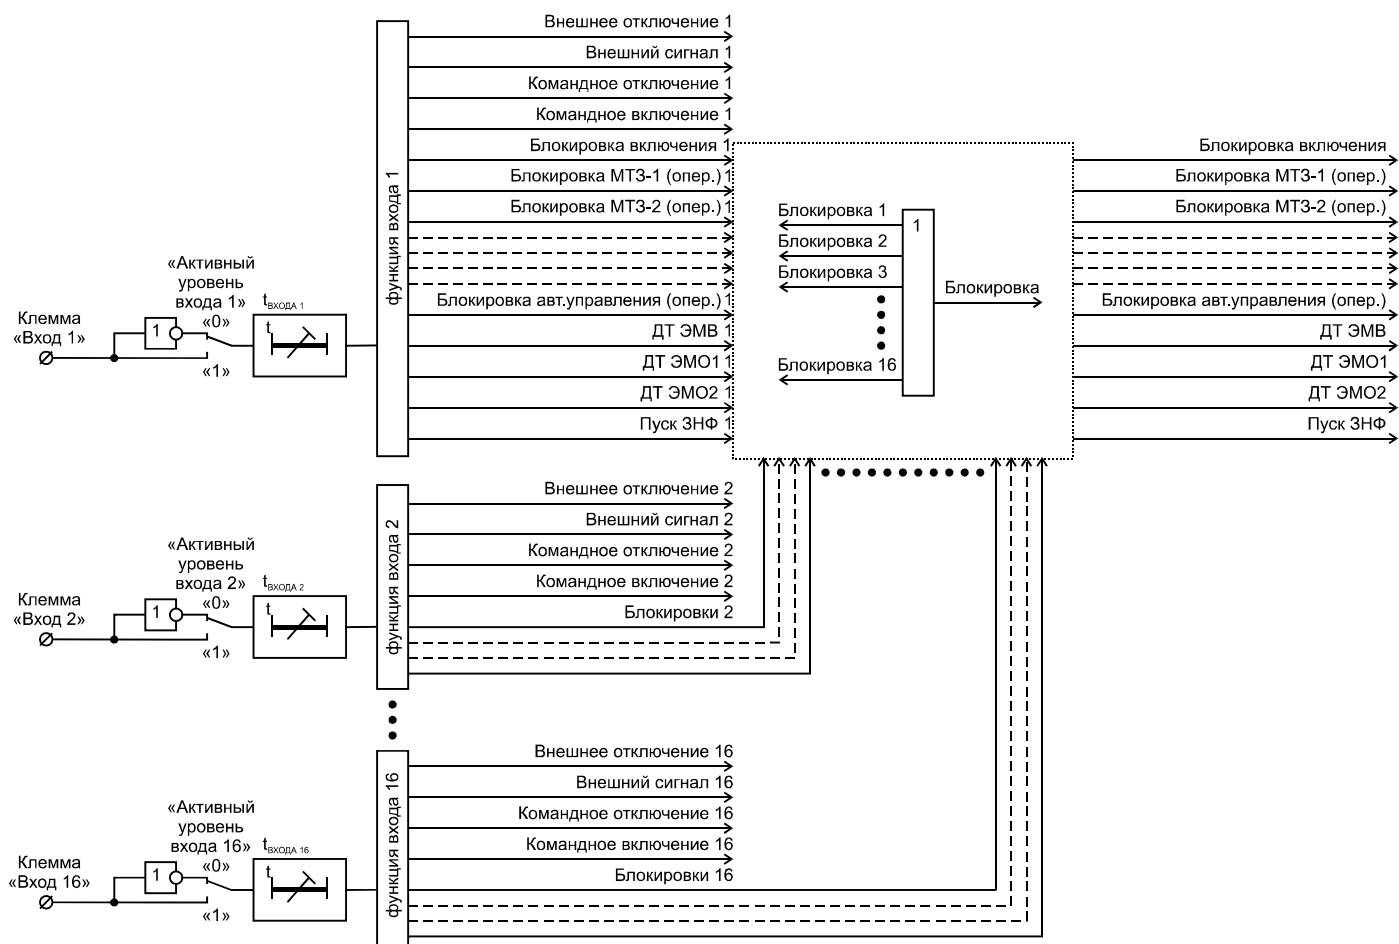 Внешнее отключение 1
Внешний сигнал 1
Командное отключение 1
Командное включение 1
Блокировка включения 1
Блокировка МТЗ-1 (опер.) 1
Блокировка МТЗ-2 (опер.) 1
Блокировка авт.управления (опер.) 1
ДТ ЭМВ 1
ДТ ЭМО1 1
ДТ ЭМО2 1
Пуск ЗНФ 1
функция входа 1
«Активный
уровень
входа 1»
«0»
«1»
tВХОДА 1
t
1
Клемма
«Вход 1»
Блокировка 1
Блокировка 2
Блокировка 3
Блокировка 16
1
Блокировка
Блокировка включения
Блокировка МТЗ-1 (опер.)
Блокировка МТЗ-2 (опер.)
Блокировка авт.управления (опер.)
ДТ ЭМВ
ДТ ЭМО1
ДТ ЭМО2
Пуск ЗНФ
Внешнее отключение 2
Внешний сигнал 2
Командное отключение 2
Командное включение 2
Блокировки 2
функция входа 2
«Активный
уровень
входа 2»
«0»
«1»
tВХОДА 2
t
1
Клемма
«Вход 2»
Внешнее отключение 16
Внешний сигнал 16
Командное отключение 16
Командное включение 16
Блокировки 16
функция входа 16
«Активный
уровень
входа 16»
«0»
«1»
tВХОДА 16
t
1
Клемма
«Вход 16»